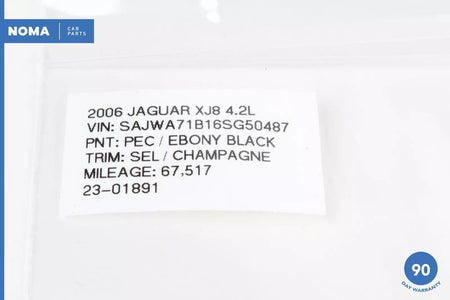 NOMA CAR
PARTS
2006 JAGUAR XJ8 4.2L
VIN: SAJWA71B16SG50487
PNT: PEC / EBONY BLACK
TRIM: SEL / CHAMPAGNE
MILEAGE: 67,517
23-01891
90
DAY WARRANTY